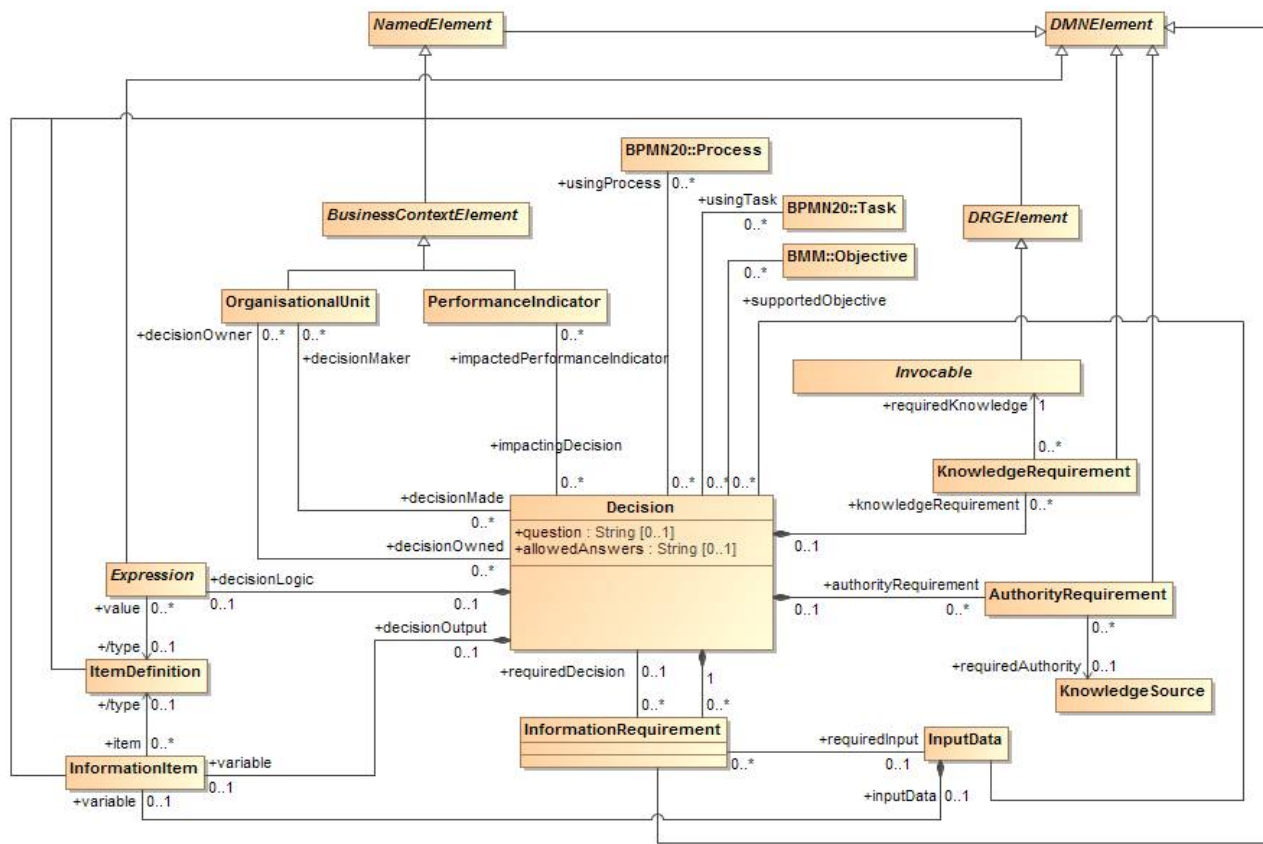 NamedElement
DMNElement
BPMN20::Process
+usingProcess
0..*
+usingTask
BPMN20::Task
0..*
BusinessContextElement
DRGElement
BMM::Objective
0..*
+supportedObjective
OrganisationalUnit
PerformanceIndicator
+decisionOwner
0..*
0..*
0..*
+decisionMaker
+impactedPerformanceIndicator
Invocable
+requiredKnowledge
1
0..*
+impactingDecision
KnowledgeRequirement
0..*
0..*
0..*
0..*
+decisionMade
0..*
Decision
+knowledgeRequirement
0..*
+question : String [0..1]
+allowedAnswers : String [0..1]
0..1
+decisionOwned
0..*
Expression
+decisionLogic
0..1
0..1
+authorityRequirement
0..1
0..*
AuthorityRequirement
+value
0..*
0..*
+decisionOutput
0..1
+/type
0..1
ItemDefinition
+requiredDecision
0..1
1
+requiredAuthority
0..1
KnowledgeSource
+/type
0..1
0..*
0..*
InformationRequirement
+item
0..*
+requiredInput
InputData
0..*
0..1
InformationItem
+variable
0..1
+variable
0..1
+inputData
0..1